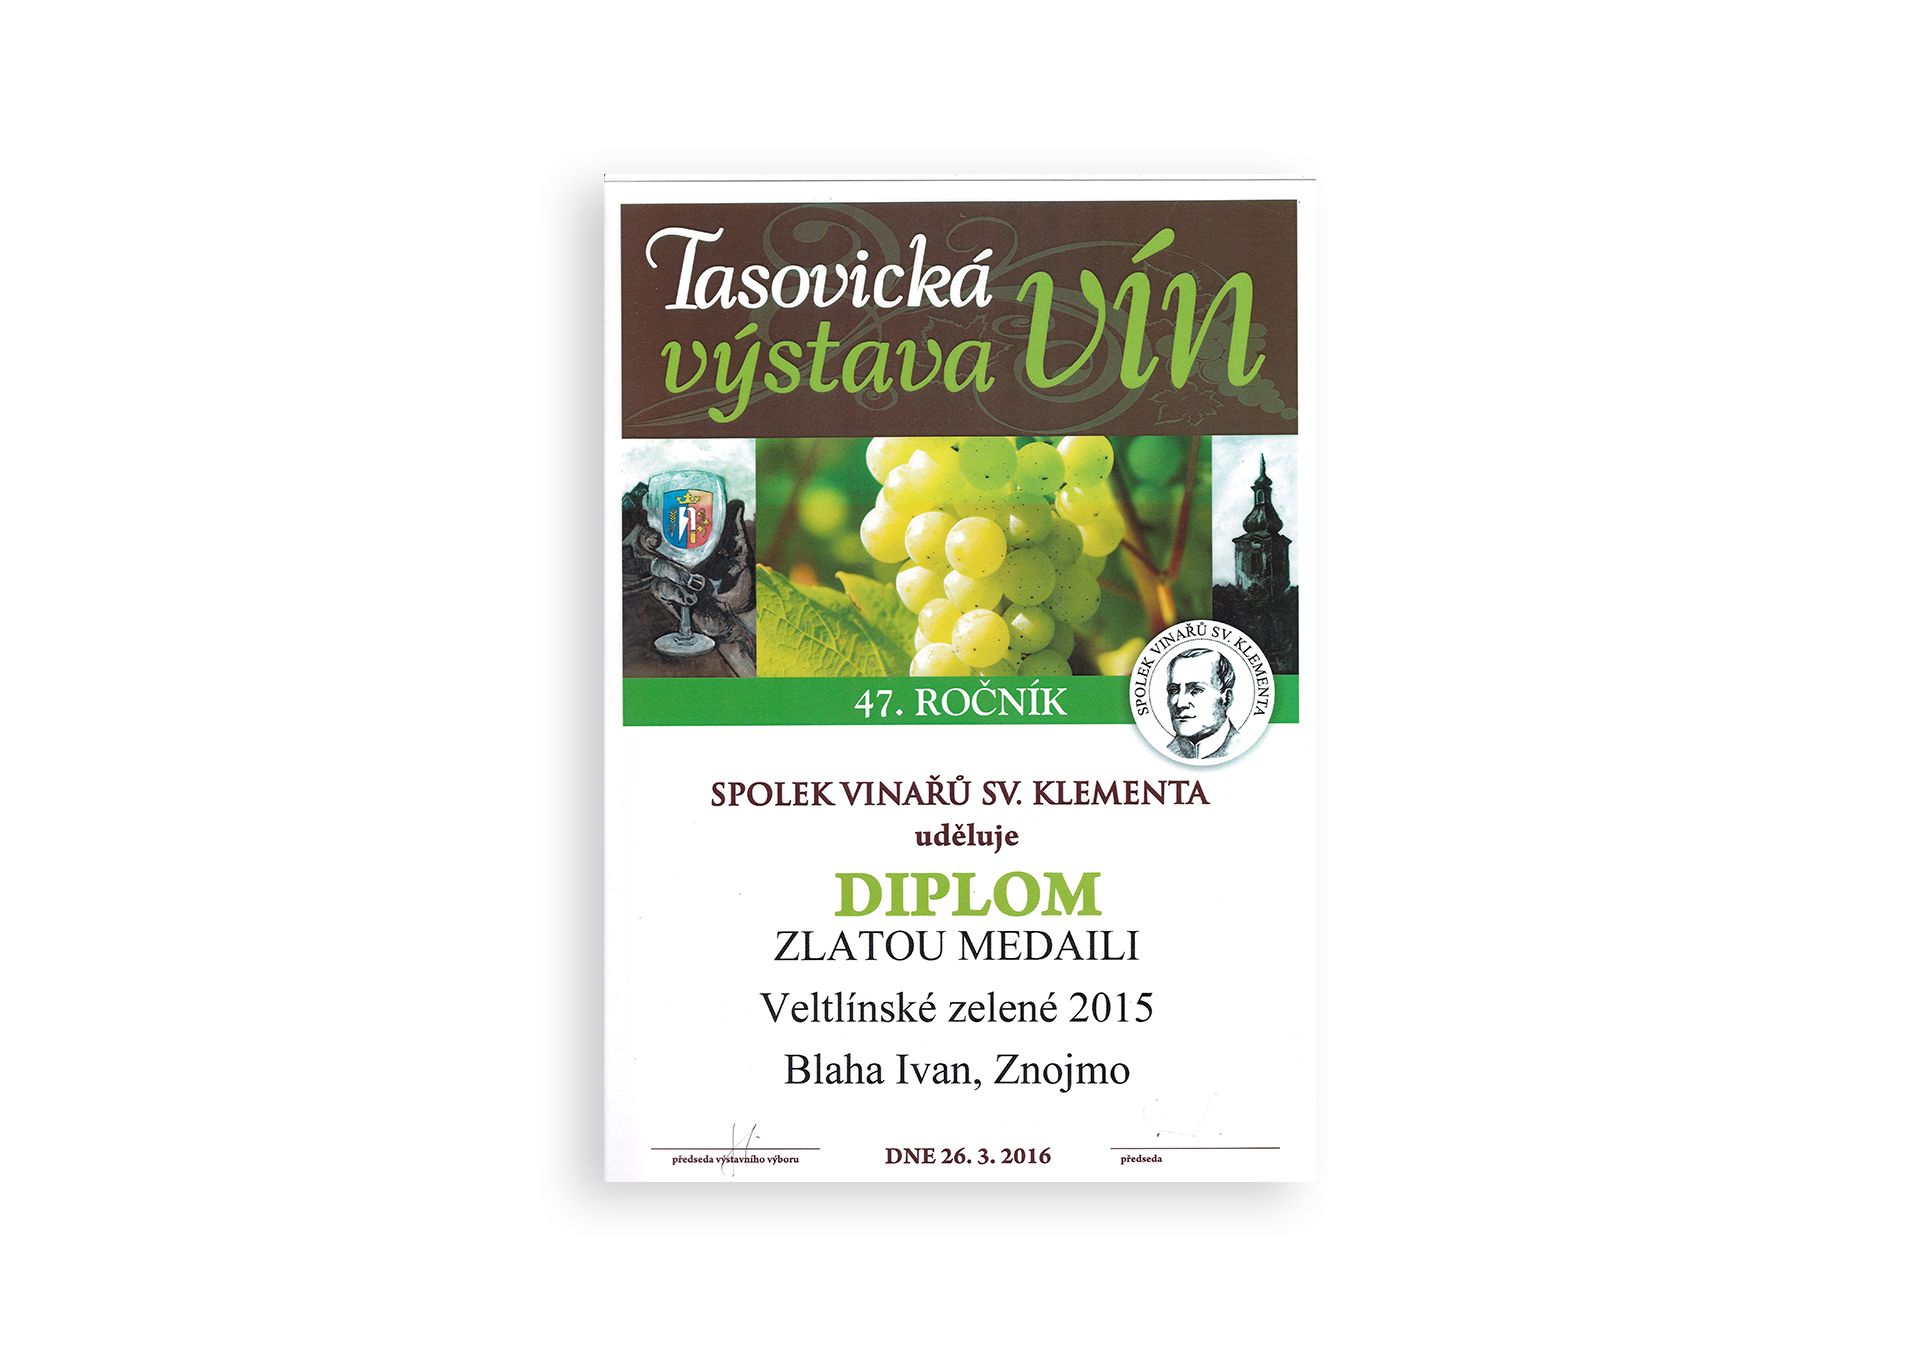 Tasovická
výstava vín
47. ROČNÍK
SPOLEK VINAŘŮ SV. KLEMENTA
SPOLEK VINAŘŮ SV. KLEMENTA
uděluje
DIPLOM
ZLATOU MEDAILI
Veltlínské zelené 2015
Blaha Ivan, Znojmo
předseda výstavního výboru
DNE 26. 3. 2016
předseda